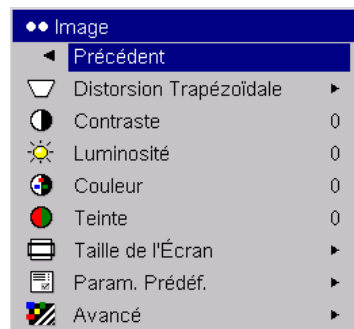 Image
Précédent
Distorsion Trapézoïdale
Contraste 0
Luminosité 0
Couleur 0
Teinte 0
Taille de l'Écran
Param. Prédéf.
Avancé